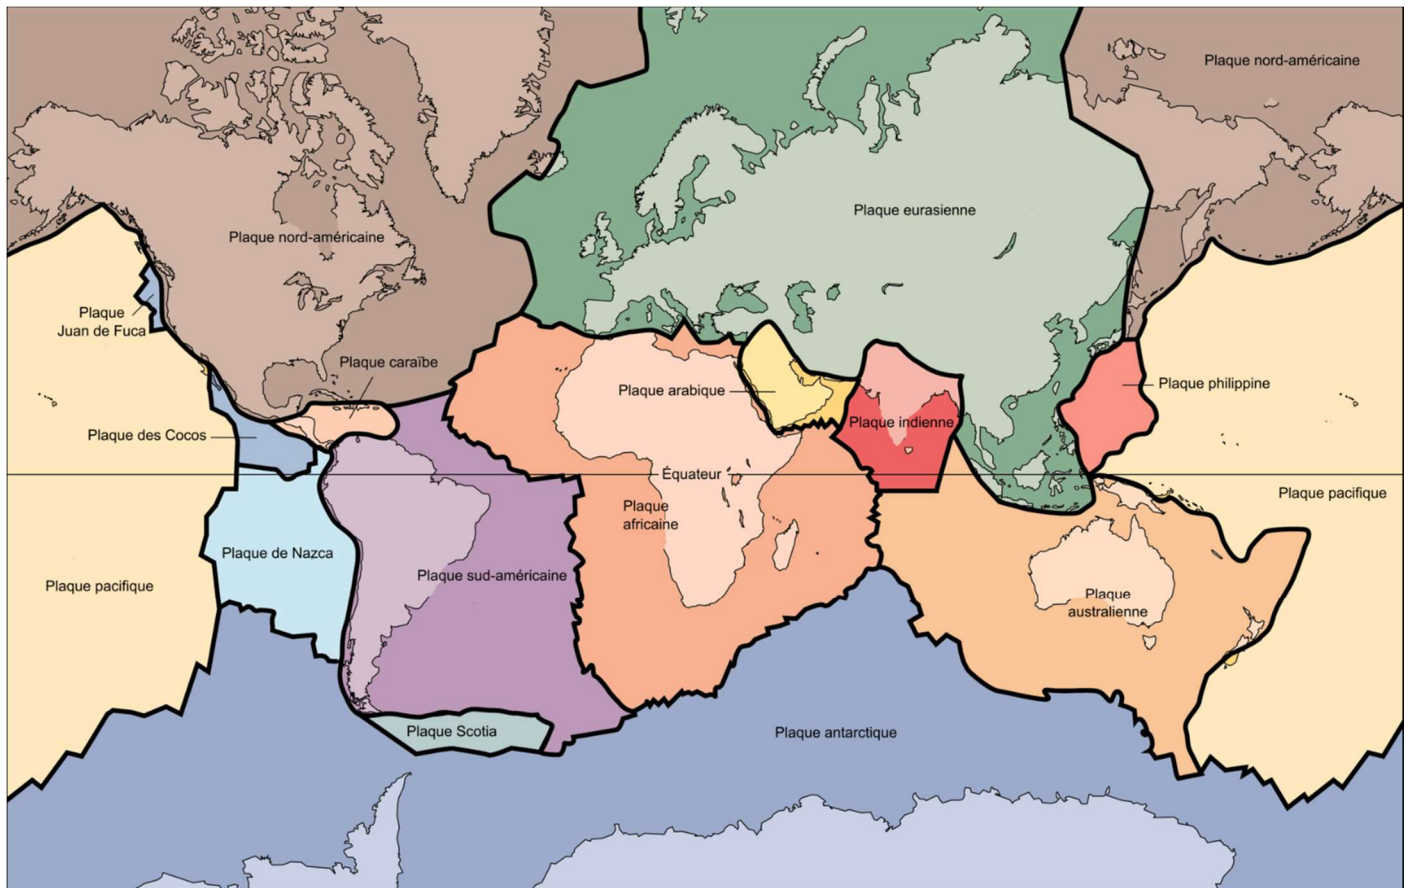 Plaque nord-américaine
Plaque eurasienne
Plaque nord-américaine
Plaque
Juan de Fuca
Plaque caraïbe
Plaque arabique
Plaque philippine
Plaque indienne
Plaque des Cocos
Équateur
Plaque pacifique
Plaque
africaine
Plaque de Nazca
Plaque sud-américaine
Plaque pacifique
Plaque
australienne
Plaque Scotia
Plaque antarctique